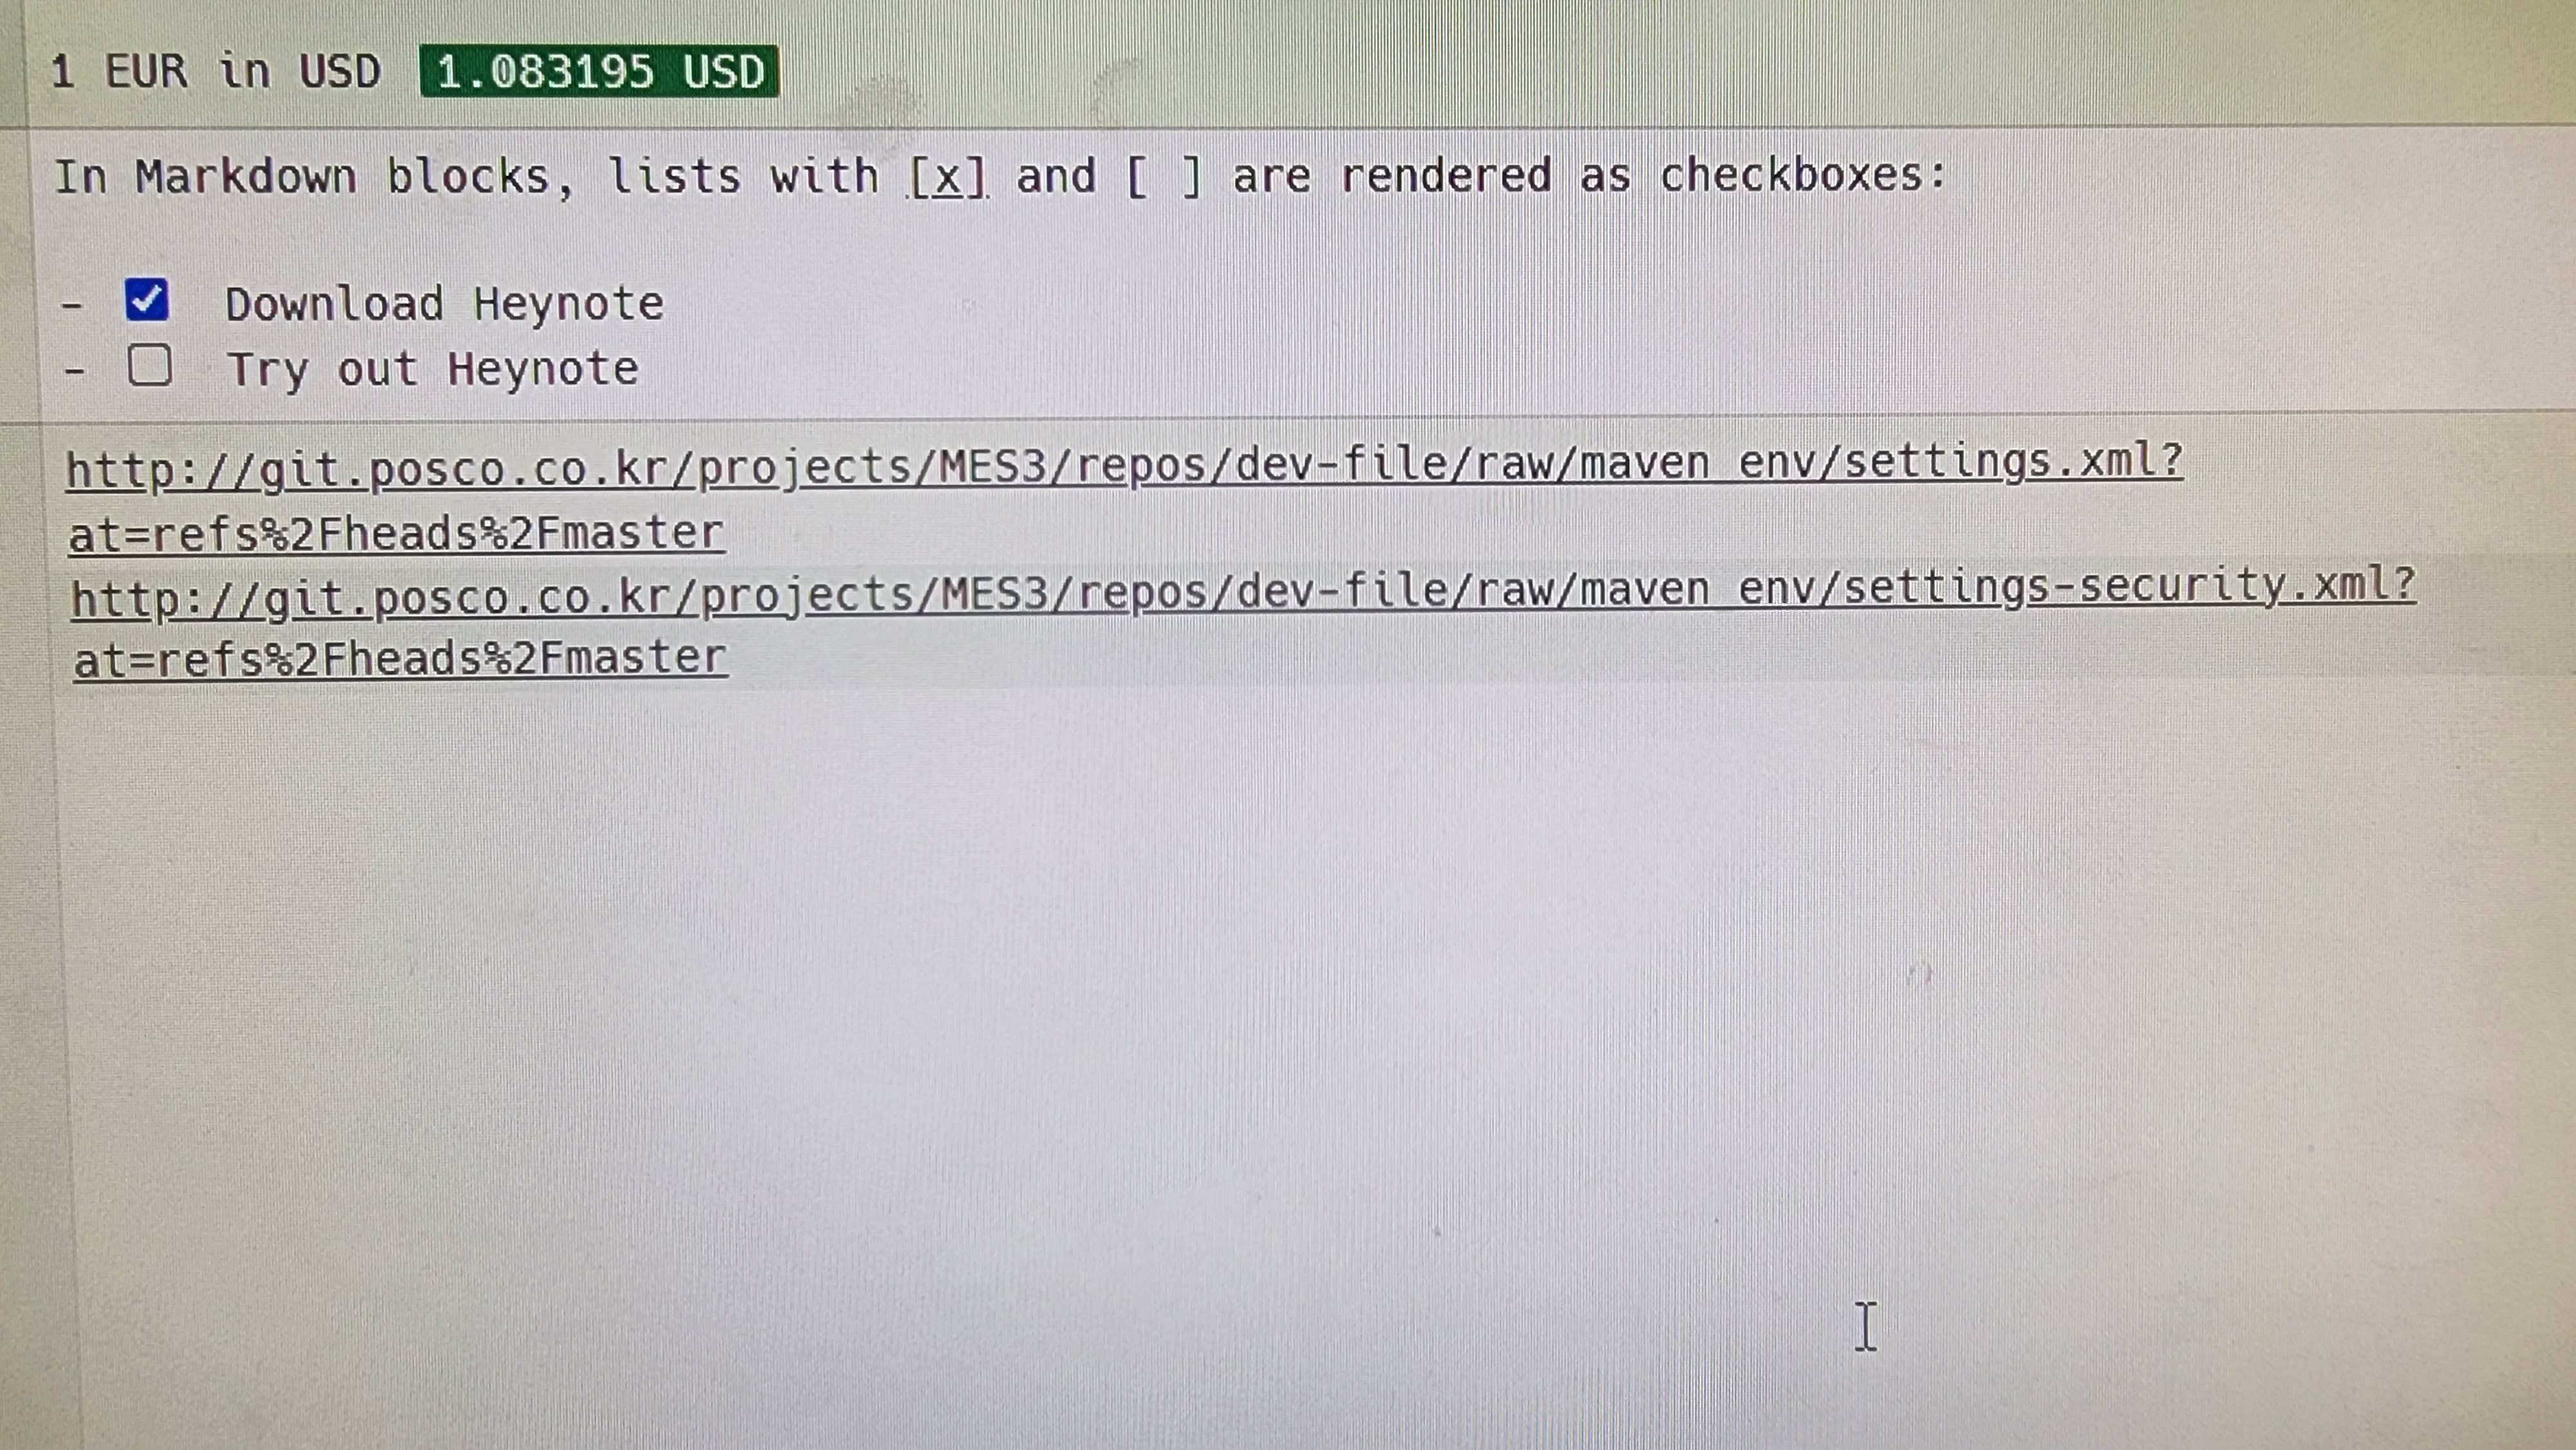 1 EUR in USD 1.083195 USD
In Markdown blocks, lists with [x] and [ ] are rendered as checkboxes:
- Download Heynote
- Try out Heynote
http://git.posco.co.kr/projects/MES3/repos/dev-file/raw/maven_env/settings.xml?
at=refs%2Fheads%2Fmaster
http://git.posco.co.kr/projects/MES3/repos/dev-file/raw/maven_env/settings-security.xml?
at=refs%2Fheads%2Fmaster